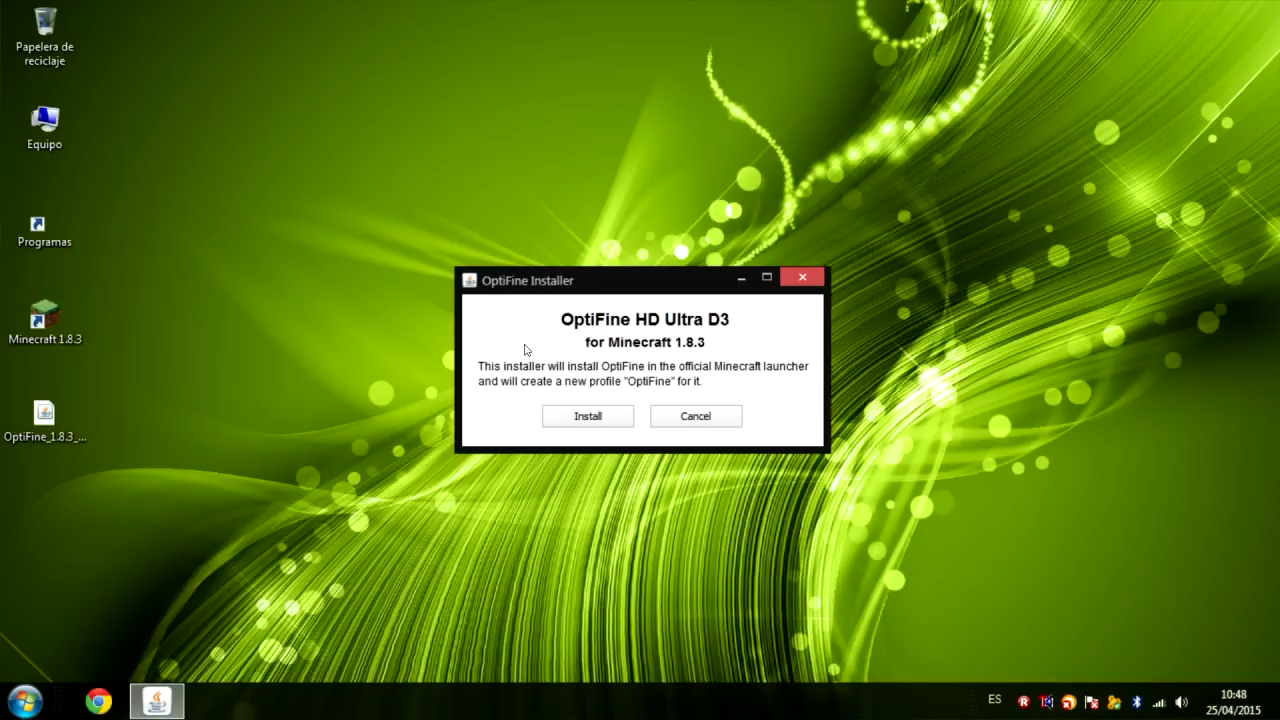 Papelera de
reciclaje
Equipo
Programas
Minecraft 1.8.3
OptiFine_1.8.3_...
OptiFine Installer
OptiFine HD Ultra D3
for Minecraft 1.8.3
This installer will install OptiFine in the official Minecraft launcher
and will create a new profile "OptiFine" for it.
Install
Cancel
ES
10:48
25/04/2015